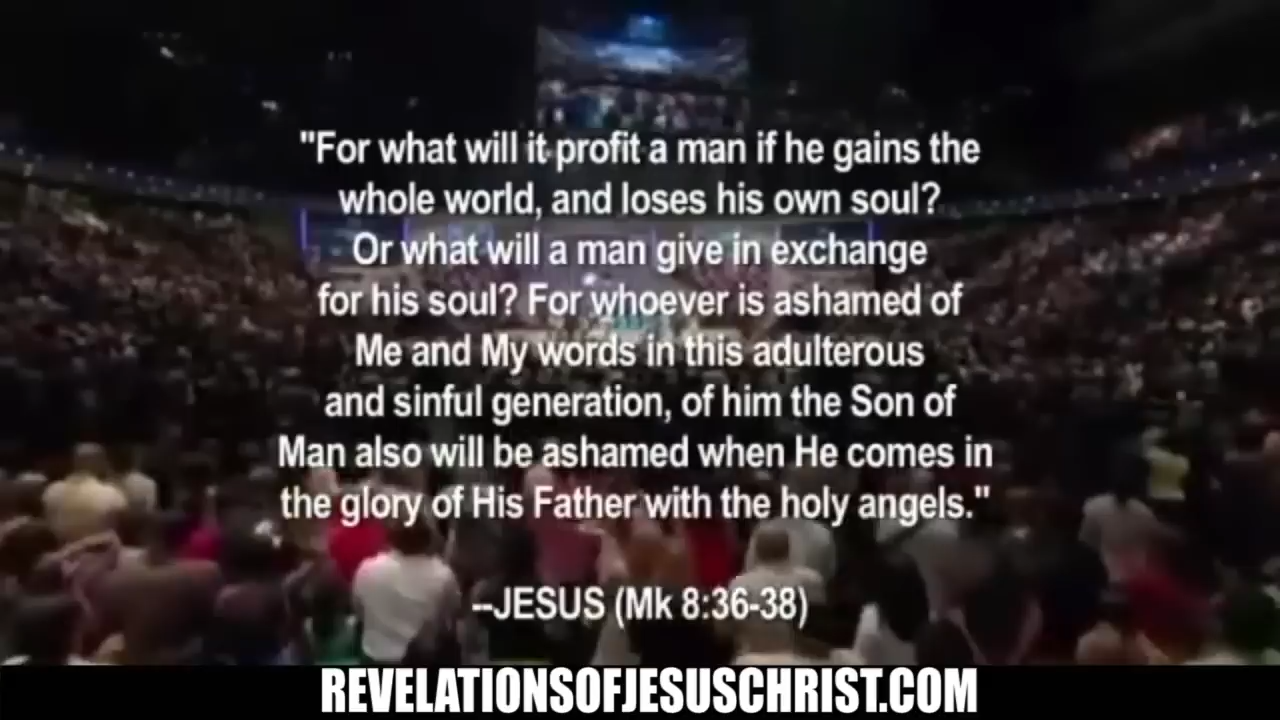 "For what will it profit a man if he gains the
whole world, and loses his own soul?
Or what will a man give in exchange
for his soul? For whoever is ashamed of
Me and My words in this adulterous
and sinful generation, of him the Son of
Man also will be ashamed when He comes in
the glory of His Father with the holy angels."
--JESUS (Mk 8:36-38)
REVELATIONSOFJESUSCHRIST.COM